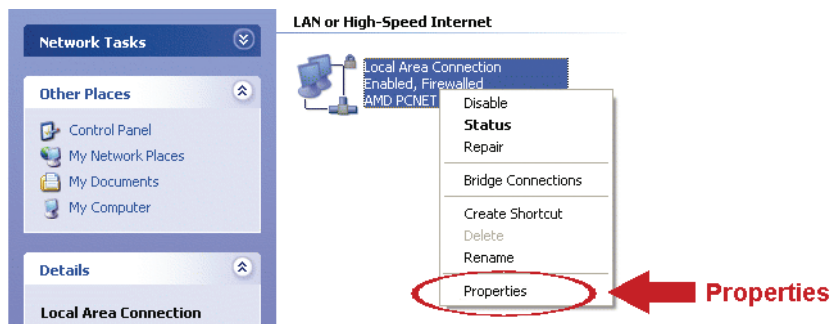 Network Tasks
Other Places
Control Panel
My Network Places
My Documents
My Computer
Details
Local Area Connection
LAN or High-Speed Internet
Local Area Connection
Enabled, Firewalled
AMD PCNET
Disable
Status
Repair
Bridge Connections
Create Shortcut
Delete
Rename
Properties
Properties